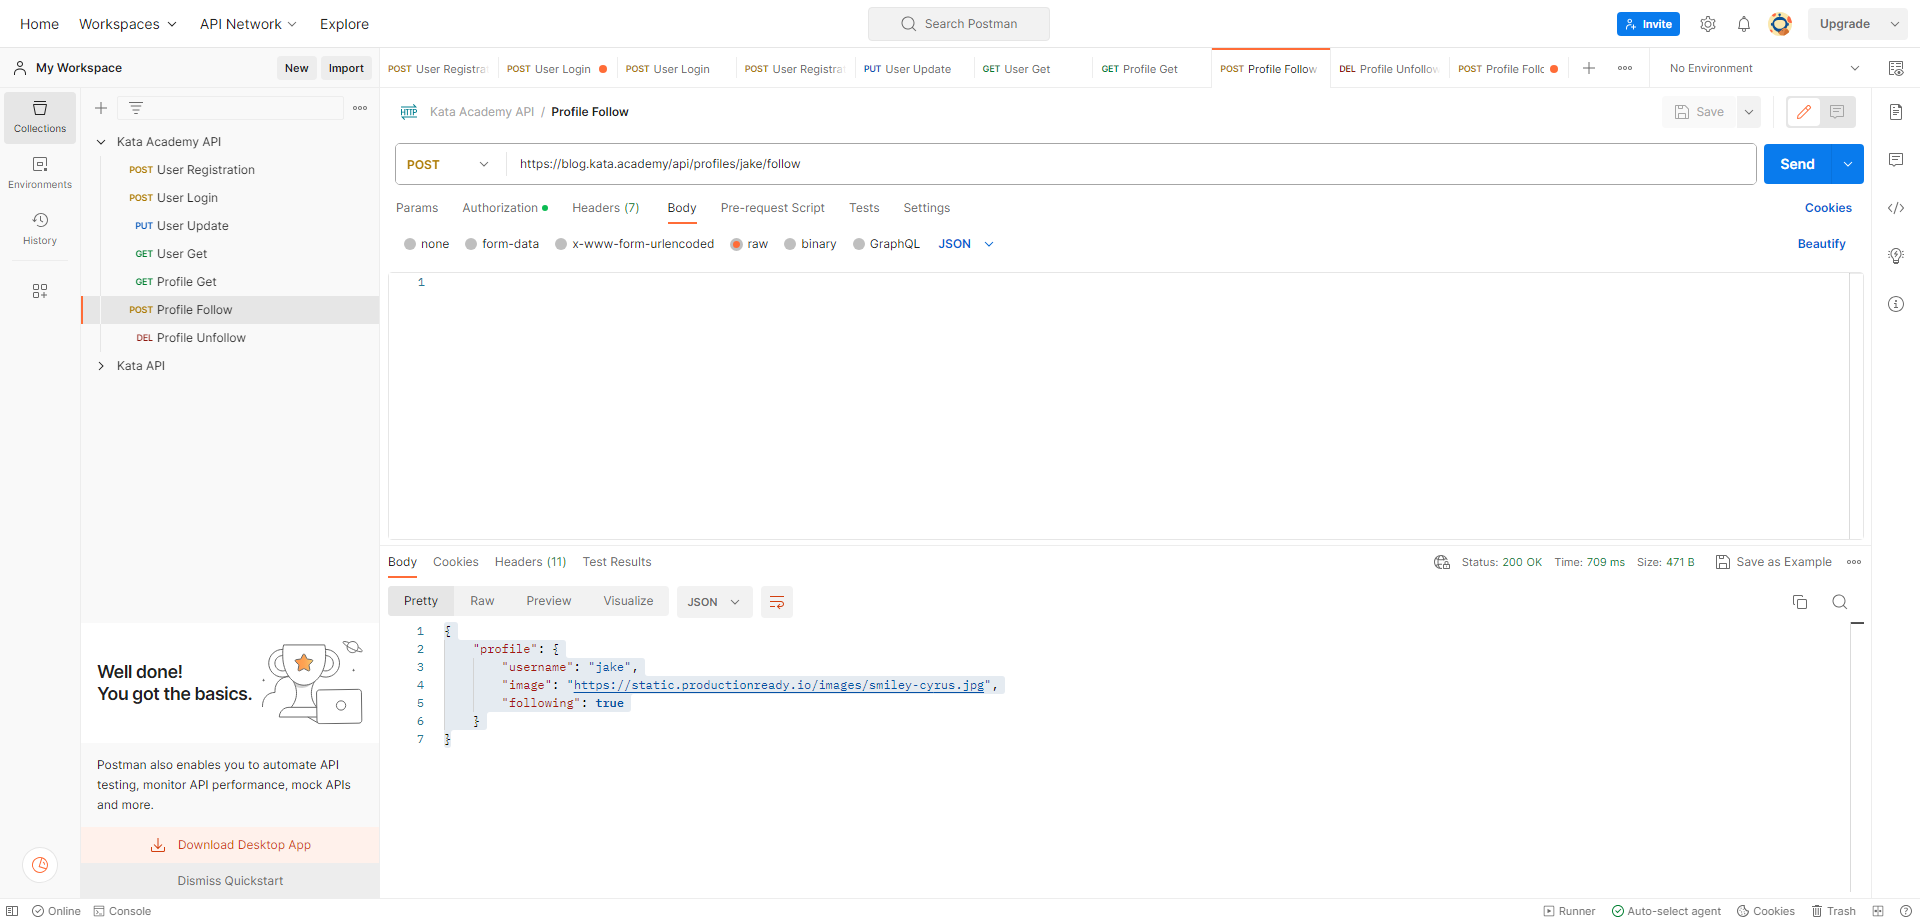 Home Workspaces API Network Explore Search Postman Invite Upgrade
My Workspace New Import
POST User Registra POST User Login POST User Login POST User Registra PUT User Update GET User Get GET Profile Get POST Profile Follow DEL Profile Unfollow POST Profile Follc No Environment
Collections
Environments
History
Kata Academy API
POST User Registration
POST User Login
PUT User Update
GET User Get
GET Profile Get
POST Profile Follow
DEL Profile Unfollow
Kata API
Well done!
You got the basics.
Postman also enables you to automate API
testing, monitor API performance, mock APIs
and more.
Download Desktop App
Dismiss Quickstart
HTTP Kata Academy API / Profile Follow Save
POST https://blog.kata.academy/api/profiles/jake/follow Send
Params Authorization Headers (7) Body Pre-request Script Tests Settings Cookies
none form-data x-www-form-urlencoded raw binary GraphQL JSON Beautify
1
Body Cookies Headers (11) Test Results Status: 200 OK Time: 709 ms Size: 471 B Save as Example
Pretty Raw Preview Visualize JSON
1 {
2 "profile": {
3 "username": "jake",
4 "image": "https://static.productionready.io/images/smiley-cyrus.jpg",
5 "following": true
6 }
7 }
Online Console Runner Auto-select agent Cookies Trash